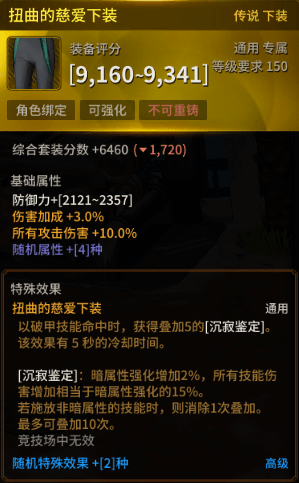 扭曲的慈爱下装 传说 下装
装备评分 通用 专属
[9,160~9,341] 等级要求 150
角色绑定 可强化 不可重铸
综合套装分数 +6460 (▼1,720)
基础属性
防御力+[2121~2357]
伤害加成 +3.0%
所有攻击伤害 +10.0%
随机属性 +[4]种
特殊效果
扭曲的慈爱下装 通用
以破甲技能命中时，获得叠加5的[沉寂鉴定]。
该效果有 5 秒的冷却时间。
[沉寂鉴定]：暗属性强化增加2%，所有技能伤
害增加相当于暗属性强化的15%。
若施放非暗属性的技能时，则消除1次叠加。
最多可叠加10次。
竞技场中无效
随机特殊效果 +[2]种 高级